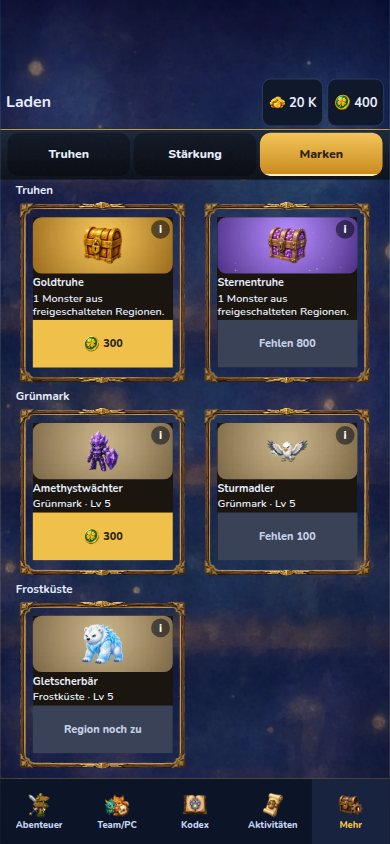 Laden
20 K
400
Truhen
Stärkung
Marken
Truhen
i
i
Goldtruhe
Sternentruhe
1 Monster aus
freigeschalteten Regionen.
1 Monster aus
freigeschalteten Regionen.
300
Fehlen 800
Grünmark
i
i
Amethystwächter
Sturmadler
Grünmark · Lv 5
Grünmark · Lv 5
300
Fehlen 100
Frostküste
i
Gletscherbär
Frostküste · Lv 5
Region noch zu
Abenteuer
Team/PC
Kodex
Aktivitäten
Mehr